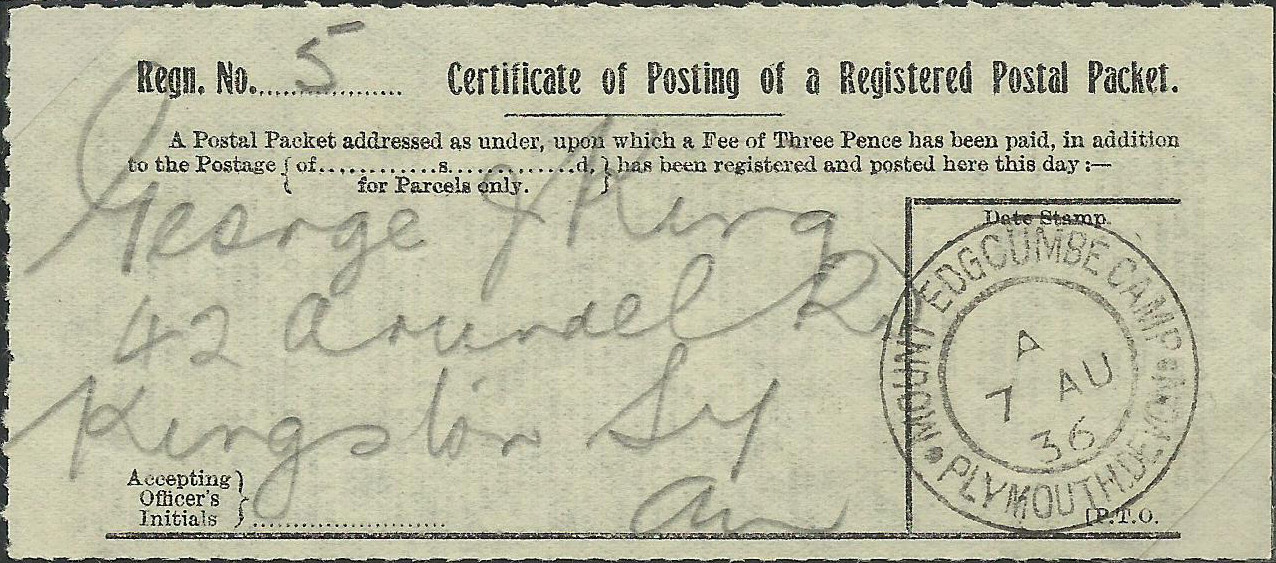 Regn. No. 5 Certificate of Posting of a Registered Postal Packet.
A Postal Packet addressed as under, upon which a Fee of Three Pence has been paid, in addition
to the Postage { of............s.............d. } has been registered and posted here this day :—
for Parcels only.
George J King
42 Arundel Rd
Kingston Sy
Date Stamp.
MOUNT EDGCUMBE CAMP
PLYMOUTH.DEVON
A
7 AU
36
Accepting
Officer's
Initials
[P.T.O.